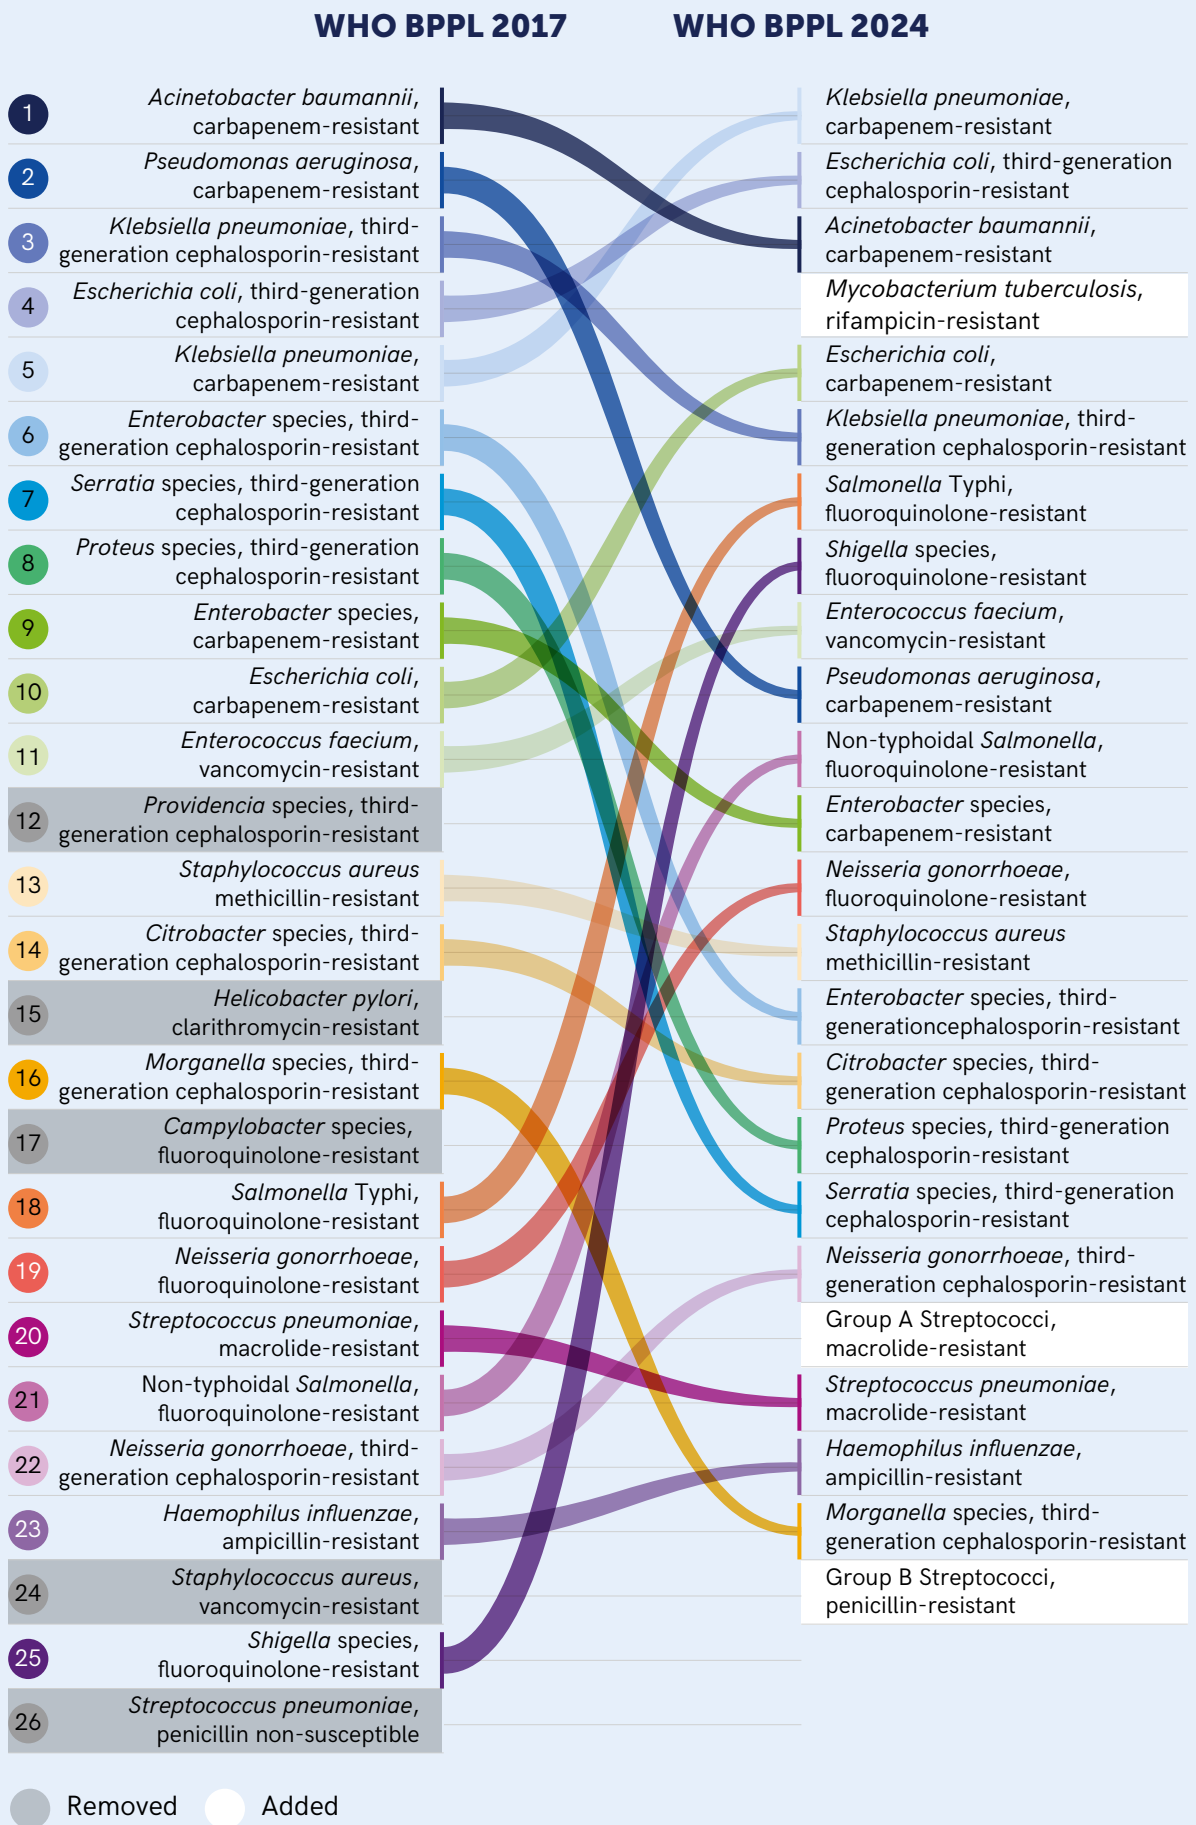 WHO BPPL 2017
WHO BPPL 2024
1
Acinetobacter baumannii,
carbapenem-resistant
2
Pseudomonas aeruginosa,
carbapenem-resistant
3
Klebsiella pneumoniae, third-
generation cephalosporin-resistant
4
Escherichia coli, third-generation
cephalosporin-resistant
5
Klebsiella pneumoniae,
carbapenem-resistant
6
Enterobacter species, third-
generation cephalosporin-resistant
7
Serratia species, third-generation
cephalosporin-resistant
8
Proteus species, third-generation
cephalosporin-resistant
9
Enterobacter species,
carbapenem-resistant
10
Escherichia coli,
carbapenem-resistant
11
Enterococcus faecium,
vancomycin-resistant
12
Providencia species, third-
generation cephalosporin-resistant
13
Staphylococcus aureus
methicillin-resistant
14
Citrobacter species, third-
generation cephalosporin-resistant
15
Helicobacter pylori,
clarithromycin-resistant
16
Morganella species, third-
generation cephalosporin-resistant
17
Campylobacter species,
fluoroquinolone-resistant
18
Salmonella Typhi,
fluoroquinolone-resistant
19
Neisseria gonorrhoeae,
fluoroquinolone-resistant
20
Streptococcus pneumoniae,
macrolide-resistant
21
Non-typhoidal Salmonella,
fluoroquinolone-resistant
22
Neisseria gonorrhoeae, third-
generation cephalosporin-resistant
23
Haemophilus influenzae,
ampicillin-resistant
24
Staphylococcus aureus,
vancomycin-resistant
25
Shigella species,
fluoroquinolone-resistant
26
Streptococcus pneumoniae,
penicillin non-susceptible
Klebsiella pneumoniae,
carbapenem-resistant
Escherichia coli, third-generation
cephalosporin-resistant
Acinetobacter baumannii,
carbapenem-resistant
Mycobacterium tuberculosis,
rifampicin-resistant
Escherichia coli,
carbapenem-resistant
Klebsiella pneumoniae, third-
generation cephalosporin-resistant
Salmonella Typhi,
fluoroquinolone-resistant
Shigella species,
fluoroquinolone-resistant
Enterococcus faecium,
vancomycin-resistant
Pseudomonas aeruginosa,
carbapenem-resistant
Non-typhoidal Salmonella,
fluoroquinolone-resistant
Enterobacter species,
carbapenem-resistant
Neisseria gonorrhoeae,
fluoroquinolone-resistant
Staphylococcus aureus
methicillin-resistant
Enterobacter species, third-
generationcephalosporin-resistant
Citrobacter species, third-
generation cephalosporin-resistant
Proteus species, third-generation
cephalosporin-resistant
Serratia species, third-generation
cephalosporin-resistant
Neisseria gonorrhoeae, third-
generation cephalosporin-resistant
Group A Streptococci,
macrolide-resistant
Streptococcus pneumoniae,
macrolide-resistant
Haemophilus influenzae,
ampicillin-resistant
Morganella species, third-
generation cephalosporin-resistant
Group B Streptococci,
penicillin-resistant
Removed
Added